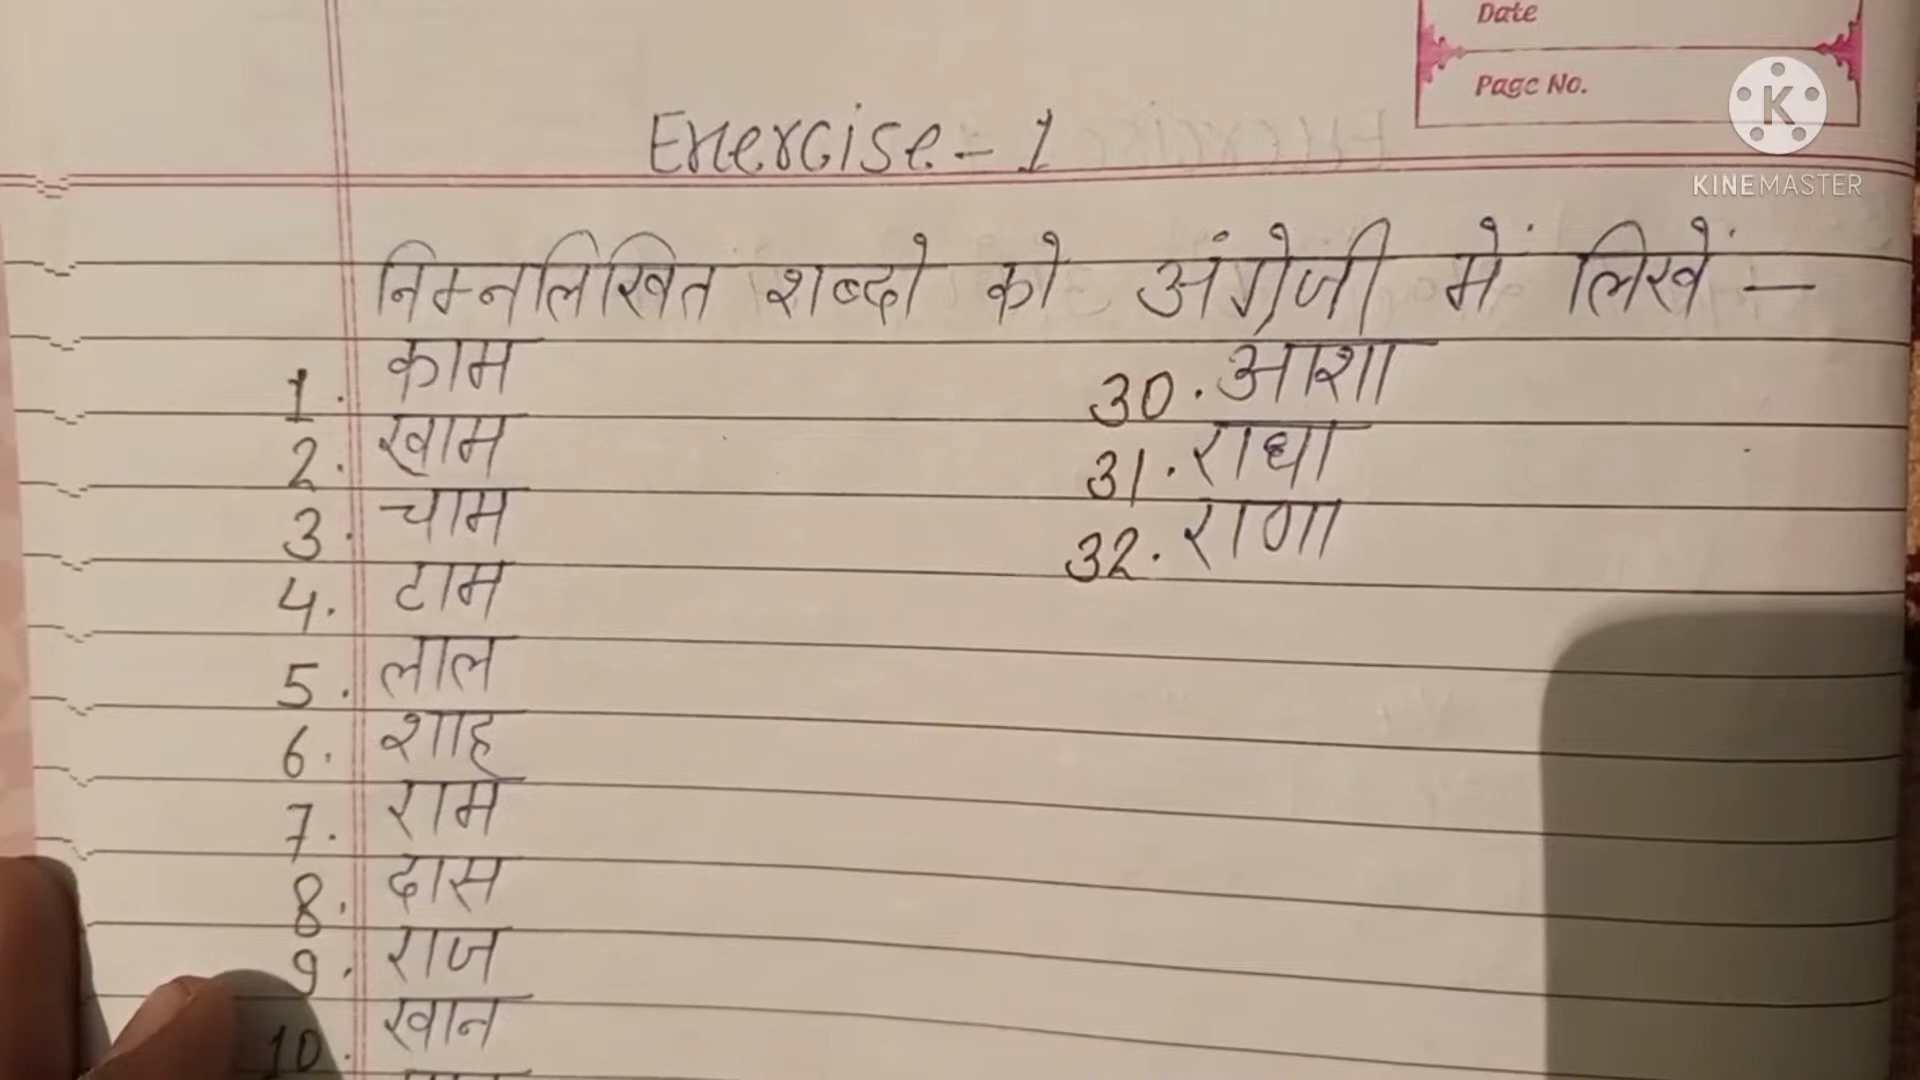 Date
Page No.
KINEMASTER
Exercise - 1
निम्नलिखित शब्दो को अंग्रेजी में लिखें -
1. काम
2. खाम
3. चाम
4. टाम
5. लाल
6. शाह
7. राम
8. दास
9. राज
10. खान
30. आशा
31. राधा
32. राणा